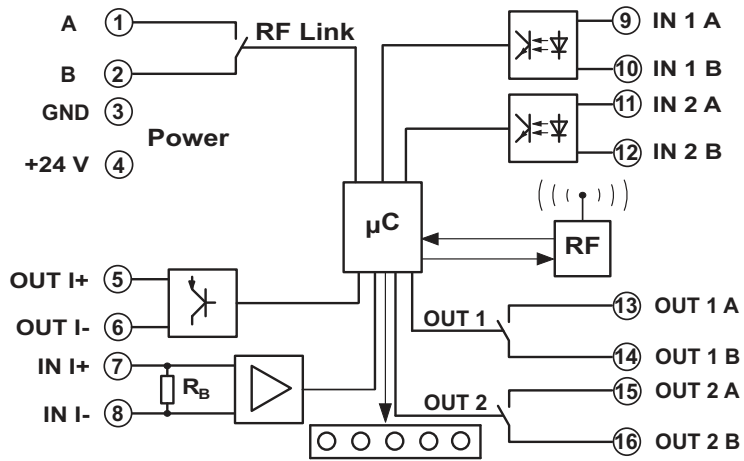 A 1 RF Link
B 2
GND 3
Power
+24 V 4
9 IN 1 A
10 IN 1 B
11 IN 2 A
12 IN 2 B
µC
RF
OUT I+ 5
OUT I- 6
IN I+ 7
RB
IN I- 8
OUT 1
13 OUT 1 A
14 OUT 1 B
OUT 2
15 OUT 2 A
16 OUT 2 B